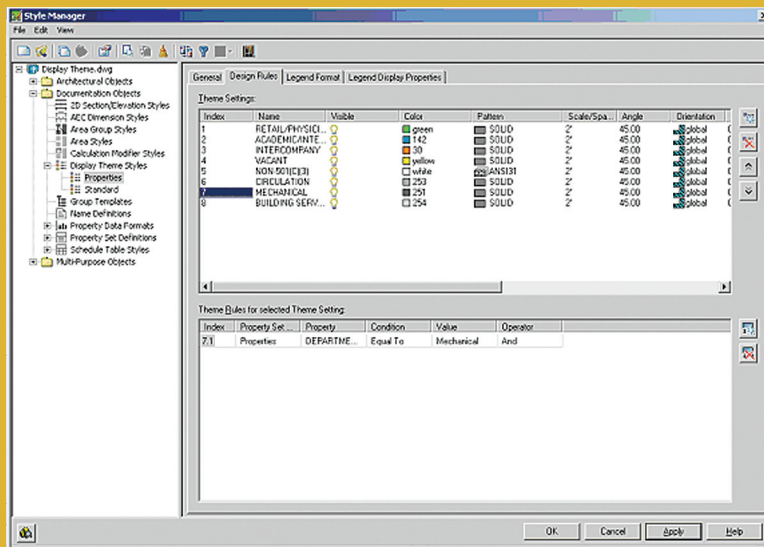 Style Manager
File Edit View
Display Theme.dwg
Architectural Objects
Documentation Objects
2D Section/Elevation Styles
AEC Dimension Styles
Area Group Styles
Area Styles
Calculation Modifier Styles
Display Theme Styles
Properties
Standard
Group Templates
Name Definitions
Property Data Formats
Property Set Definitions
Schedule Table Styles
Multi-Purpose Objects
General Design Rules Legend Format Legend Display Properties
Theme Settings:
Index Name Visible Color Pattern Scale/Spa... Angle Orientation
1 RETAIL/PHYSICI... green SOLID 2' 45.00 global
2 ACADEMICANTE... 142 SOLID 2' 45.00 global
3 INTERCOMPANY 30 SOLID 2' 45.00 global
4 VACANT yellow SOLID 2' 45.00 global
5 NON-501(C)(3) white ANSI31 2' 45.00 global
6 CIRCULATION 253 SOLID 2' 45.00 global
7 MECHANICAL 251 SOLID 2' 45.00 global
8 BUILDING SERV... 254 SOLID 2' 45.00 global
Theme Rules for selected Theme Setting:
Index Property Set ... Property Condition Value Operator
7.1 Properties DEPARTME... Equal To Mechanical And
OK Cancel Apply Help